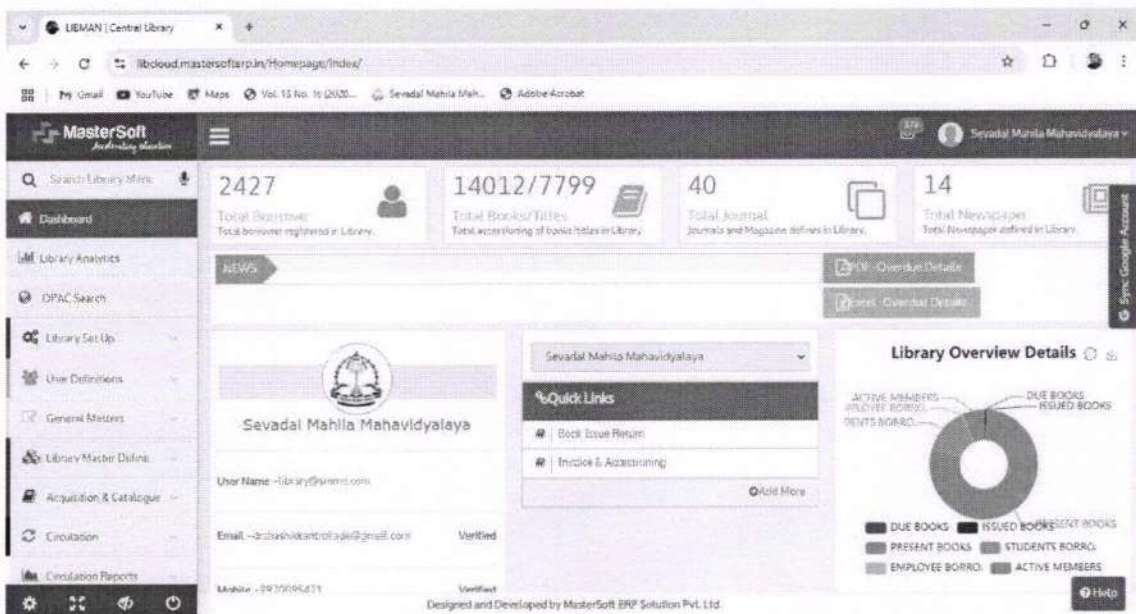 LIBMAN | Central Library
libcloud.mastersofterp.in/Homepage/Index/
Gmail
YouTube
Maps
Vol. 15 No. 1s (2020...
Sevadal Mahila Mah...
Adobe Acrobat
MasterSoft
Sevadal Mahila Mahavidyalaya
Search Library Menu
Dashboard
Library Analytics
OPAC Search
Library Set Up
User Definitions
General Masters
Library Master Defini
Acquisition & Catalogue
Circulation
Circulation Reports
2427
Total Borrower
Total borrower registered in Library.
14012/7799
Total Books/Titles
Total accessioning of books/titles in Library.
40
Total Journal
Journals and Magazine defines in Library.
14
Total Newspaper
Total Newspaper defined in Library.
Sync Google Account
NEWS
PDF - Overdue Details
Excel - Overdue Details
Sevadal Mahila Mahavidyalaya
User Name -
Email -
Verified
Mobile -
Verified
Sevadal Mahila Mahavidyalaya
Quick Links
Book Issue Return
Invoice & Accessioning
Add More
Library Overview Details
ACTIVE MEMBERS
DUE BOOKS
ISSUED BOOKS
PRESENT BOOKS
DUE BOOKS
ISSUED BOOKS
PRESENT BOOKS
STUDENTS BORRO.
EMPLOYEE BORRO.
ACTIVE MEMBERS
Help
Designed and Developed by MasterSoft ERP Solution Pvt. Ltd.